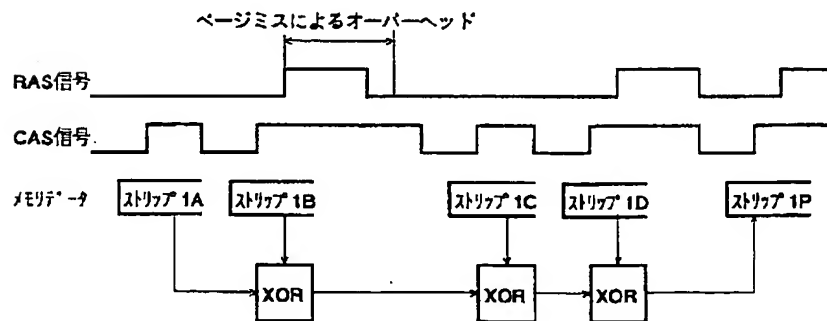 ページミスによるオーバーヘッド
RAS信号
CAS信号
メモリデータ
ストリップ 1A
ストリップ 1B
ストリップ 1C
ストリップ 1D
ストリップ 1P
XOR
XOR
XOR